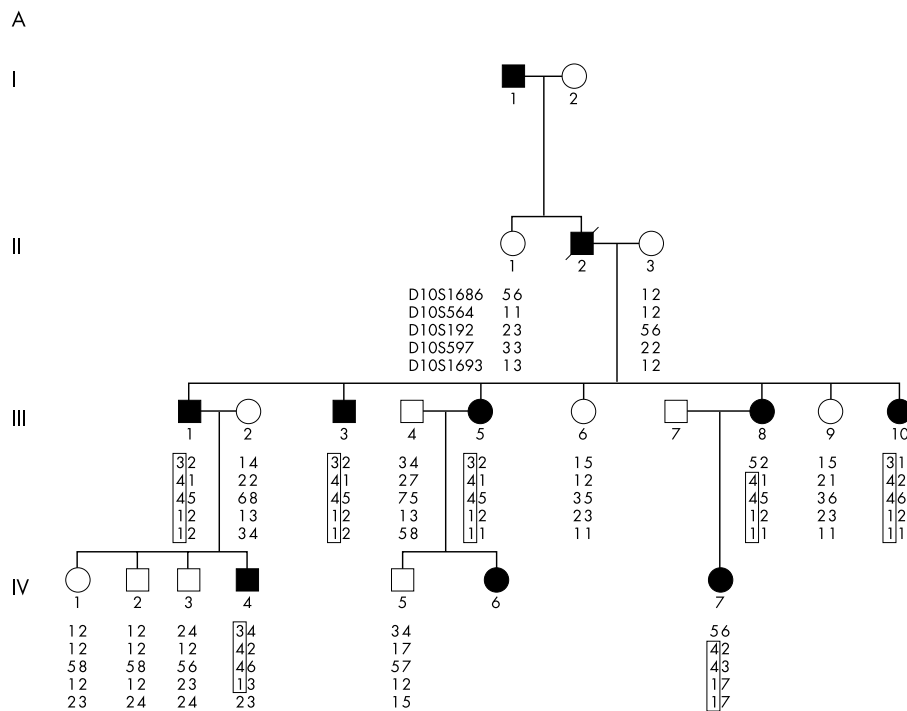 A
I
1 2
II
1 2 3
D10S1686 56 12
D10S564 11 12
D10S192 23 56
D10S597 33 22
D10S1693 13 12
III
1 2 3 4 5 6 7 8 9 10
32 14 32 34 32 15 52 15 31
41 22 41 27 41 12 41 21 42
45 68 45 75 45 35 45 36 46
12 13 12 13 12 23 12 23 12
12 34 12 58 11 11 11 11 11
IV
1 2 3 4 5 6 7
12 12 24 34 34 56
12 12 12 42 17 42
58 58 56 46 57 43
12 12 23 13 12 17
23 24 24 23 15 17